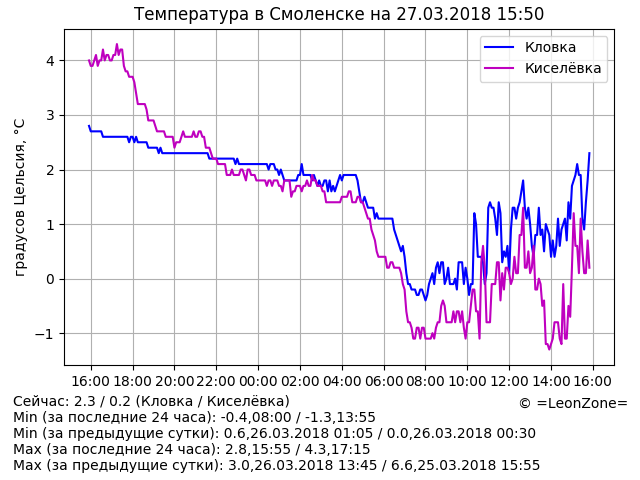 Температура в Смоленске на 27.03.2018 15:50
Кловка
Киселёвка
градусов Цельсия, °C
4
3
2
1
0
−1
16:00 18:00 20:00 22:00 00:00 02:00 04:00 06:00 08:00 10:00 12:00 14:00 16:00
Сейчас: 2.3 / 0.2 (Кловка / Киселёвка)
© =LeonZone=
Min (за последние 24 часа): -0.4,08:00 / -1.3,13:55
Min (за предыдущие сутки): 0.6,26.03.2018 01:05 / 0.0,26.03.2018 00:30
Max (за последние 24 часа): 2.8,15:55 / 4.3,17:15
Max (за предыдущие сутки): 3.0,26.03.2018 13:45 / 6.6,25.03.2018 15:55